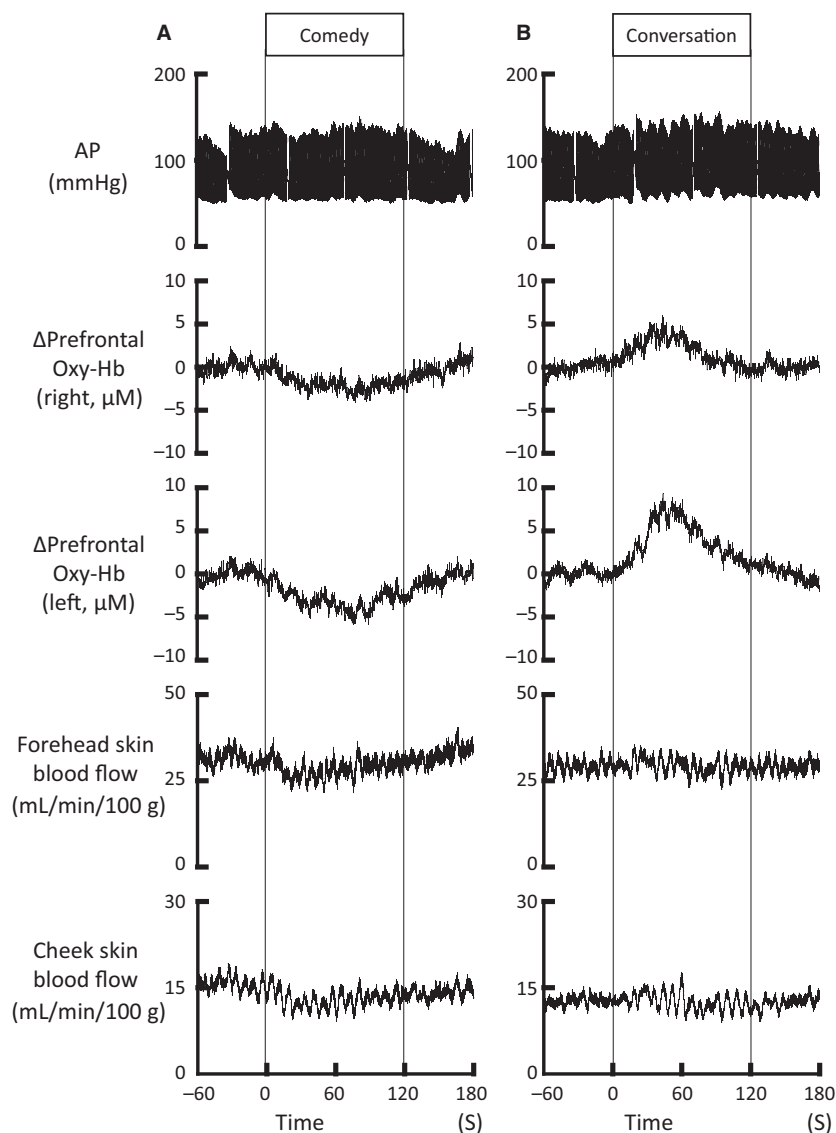 A Comedy B Conversation
200
AP
(mmHg)
100
0
10
ΔPrefrontal
Oxy-Hb
(right, μM)
5
0
−5
−10
10
ΔPrefrontal
Oxy-Hb
(left, μM)
5
0
−5
−10
50
Forehead skin
blood flow
(mL/min/100 g)
25
0
30
Cheek skin
blood flow
(mL/min/100 g)
15
0
200
100
0
10
5
0
−5
−10
10
5
0
−5
−10
50
25
0
30
15
0
−60 0 60 120 180 −60 0 60 120 180
Time (S) Time (S)